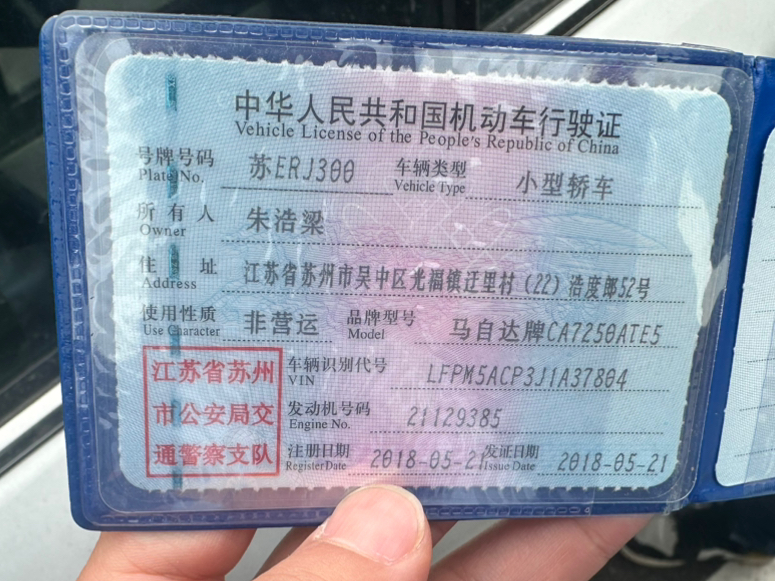 中华人民共和国机动车行驶证
Vehicle License of the People's Republic of China
号牌号码 苏ERJ300 车辆类型 小型轿车
Plate No. Vehicle Type
所有人 朱浩梁
Owner
住址 江苏省苏州市吴中区光福镇迂里村(22)浩度郎52号
Address
使用性质 非营运 品牌型号 马自达牌CA7250ATE5
Use Character Model
车辆识别代号 LFPM5ACP3J1A37804
VIN
发动机号码 21129385
Engine No.
注册日期 2018-05-21 发证日期 2018-05-21
Register Date Issue Date
江苏省苏州
市公安局交
通警察支队